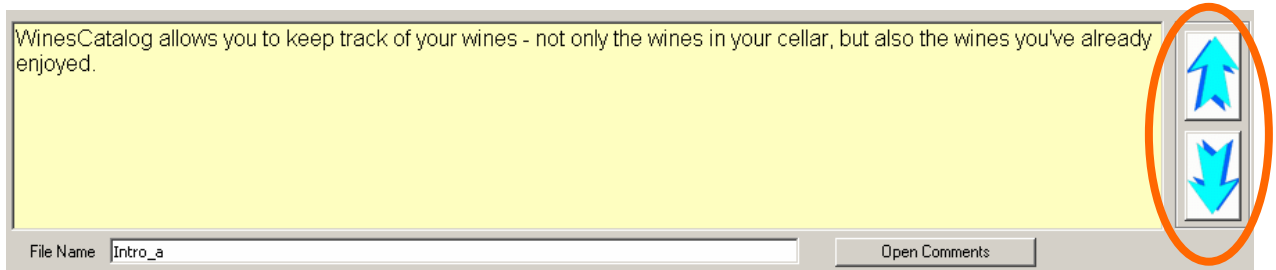 WinesCatalog allows you to keep track of your wines - not only the wines in your cellar, but also the wines you've already
enjoyed.
File Name Intro_a Open Comments